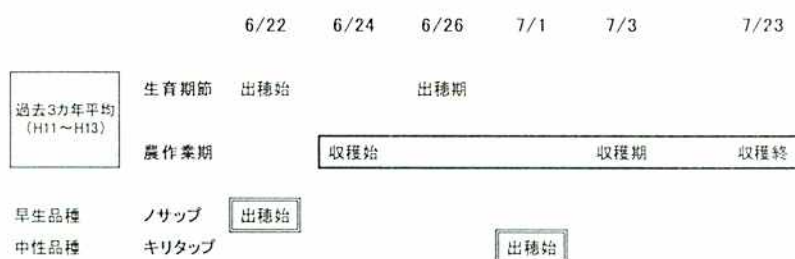 6/22 6/24 6/26 7/1 7/3 7/23
過去3カ年平均
(H11～H13)
生育期節 出穂始 出穂期
農作業期 収穫始 収穫期 収穫終
早生品種 ノサップ 出穂始
中性品種 キリタップ 出穂始